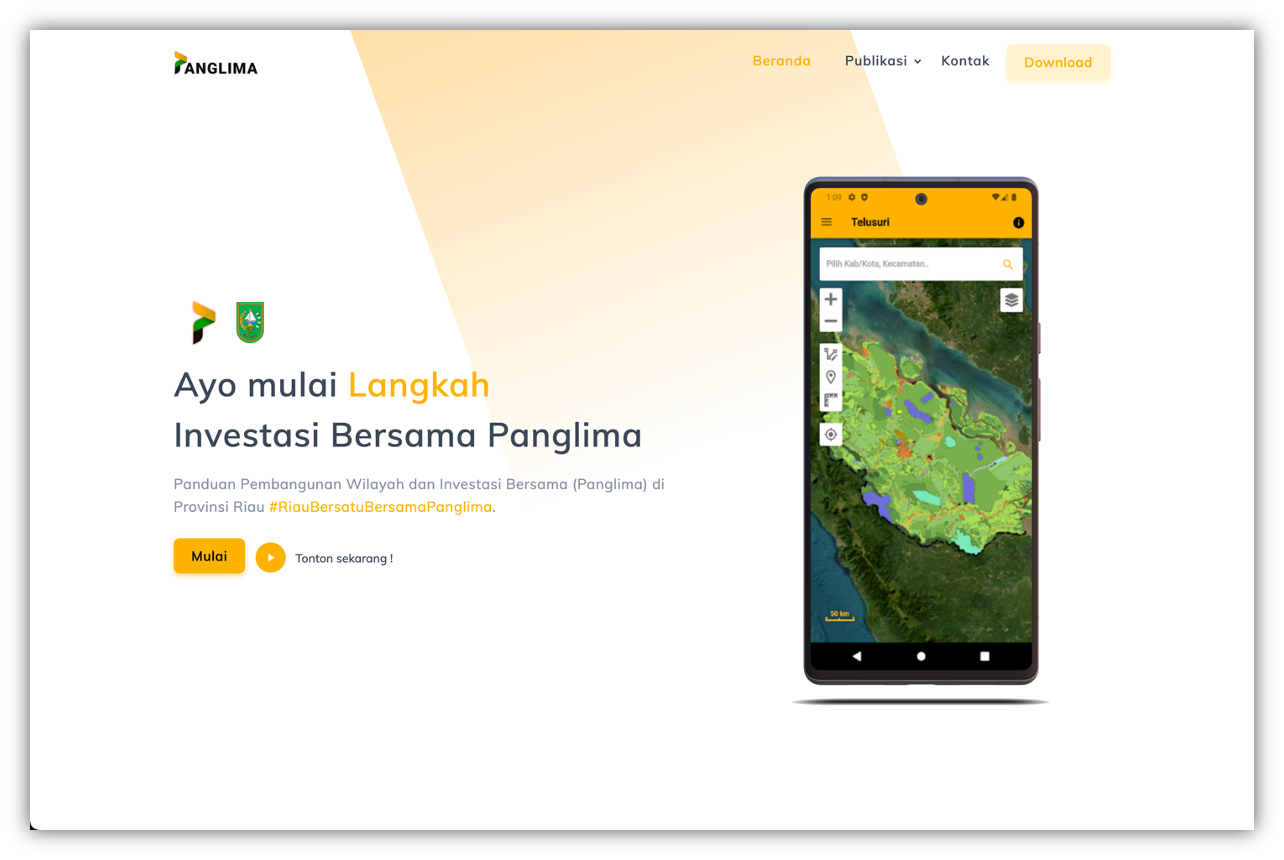 PANGLIMA
Beranda
Publikasi
Kontak
Download
1:09
Telusuri
Pilih Kab/Kota, Kecamatan..
50 km
Ayo mulai Langkah
Investasi Bersama Panglima
Panduan Pembangunan Wilayah dan Investasi Bersama (Panglima) di
Provinsi Riau #RiauBersatuBersamaPanglima.
Mulai
Tonton sekarang !